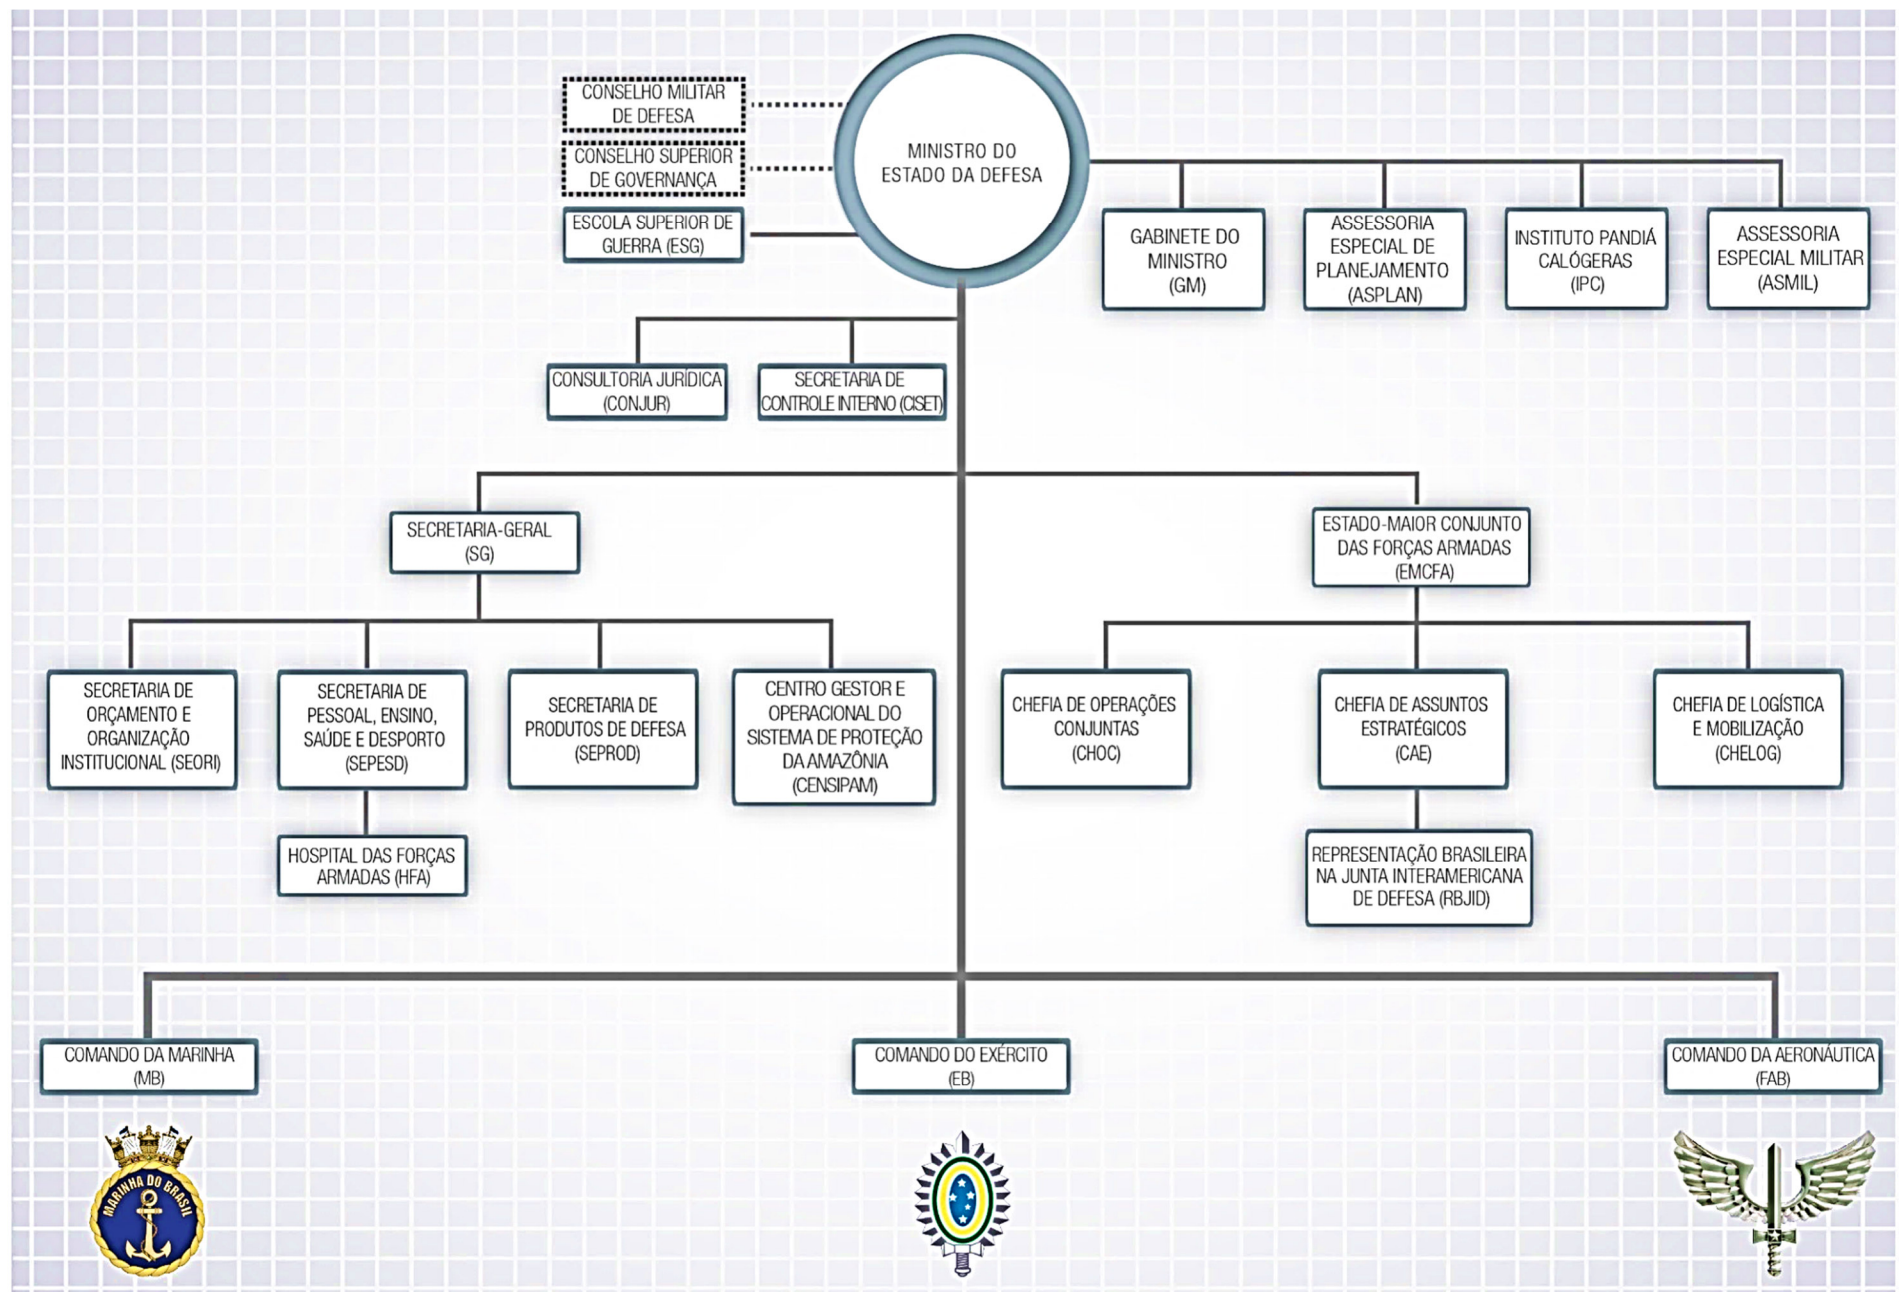 CONSELHO MILITAR
DE DEFESA
CONSELHO SUPERIOR
DE GOVERNANÇA
ESCOLA SUPERIOR DE
GUERRA (ESG)
MINISTRO DO
ESTADO DA DEFESA
GABINETE DO
MINISTRO
(GM)
ASSESSORIA
ESPECIAL DE
PLANEJAMENTO
(ASPLAN)
INSTITUTO PANDIÁ
CALÓGERAS
(IPC)
ASSESSORIA
ESPECIAL MILITAR
(ASMIL)
CONSULTORIA JURÍDICA
(CONJUR)
SECRETARIA DE
CONTROLE INTERNO (CISET)
SECRETARIA-GERAL
(SG)
ESTADO-MAIOR CONJUNTO
DAS FORÇAS ARMADAS
(EMCFA)
SECRETARIA DE
ORÇAMENTO E
ORGANIZAÇÃO
INSTITUCIONAL (SEORI)
SECRETARIA DE
PESSOAL, ENSINO,
SAÚDE E DESPORTO
(SEPESD)
SECRETARIA DE
PRODUTOS DE DEFESA
(SEPROD)
CENTRO GESTOR E
OPERACIONAL DO
SISTEMA DE PROTEÇÃO
DA AMAZÔNIA
(CENSIPAM)
CHEFIA DE OPERAÇÕES
CONJUNTAS
(CHOC)
CHEFIA DE ASSUNTOS
ESTRATÉGICOS
(CAE)
CHEFIA DE LOGÍSTICA
E MOBILIZAÇÃO
(CHELOG)
HOSPITAL DAS FORÇAS
ARMADAS (HFA)
REPRESENTAÇÃO BRASILEIRA
NA JUNTA INTERAMERICANA
DE DEFESA (RBJID)
COMANDO DA MARINHA
(MB)
COMANDO DO EXÉRCITO
(EB)
COMANDO DA AERONÁUTICA
(FAB)
MARINHA DO BRASIL